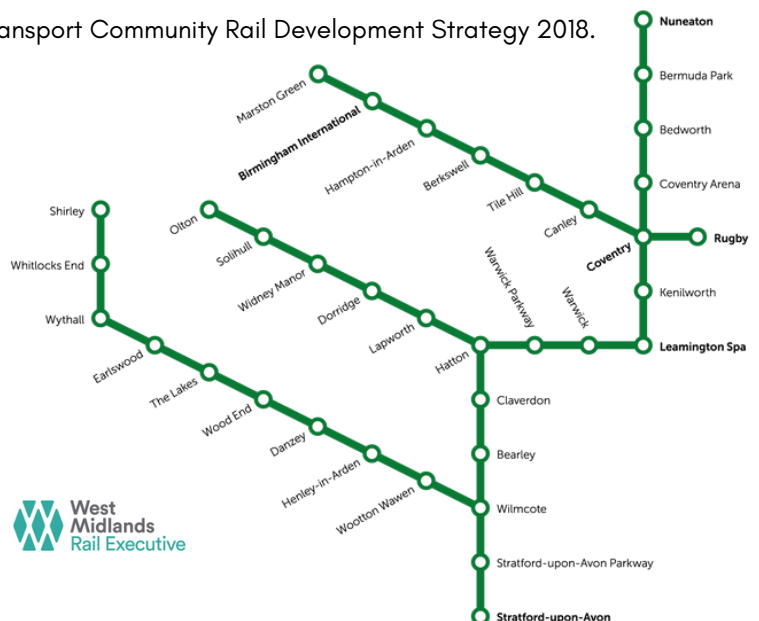 ansport Community Rail Development Strategy 2018.
Nuneaton
Bermuda Park
Bedworth
Coventry Arena
Marston Green
Birmingham International
Hampton-in-Arden
Berkswell
Tile Hill
Canley
Coventry
Rugby
Kenilworth
Leamington Spa
Warwick
Warwick Parkway
Hatton
Olton
Solihull
Widney Manor
Dorridge
Lapworth
Shirley
Whitlocks End
Wythall
Earlswood
The Lakes
Wood End
Danzey
Henley-in-Arden
Wootton Wawen
Claverdon
Bearley
Wilmcote
Stratford-upon-Avon Parkway
Stratford-upon-Avon
West
Midlands
Rail Executive